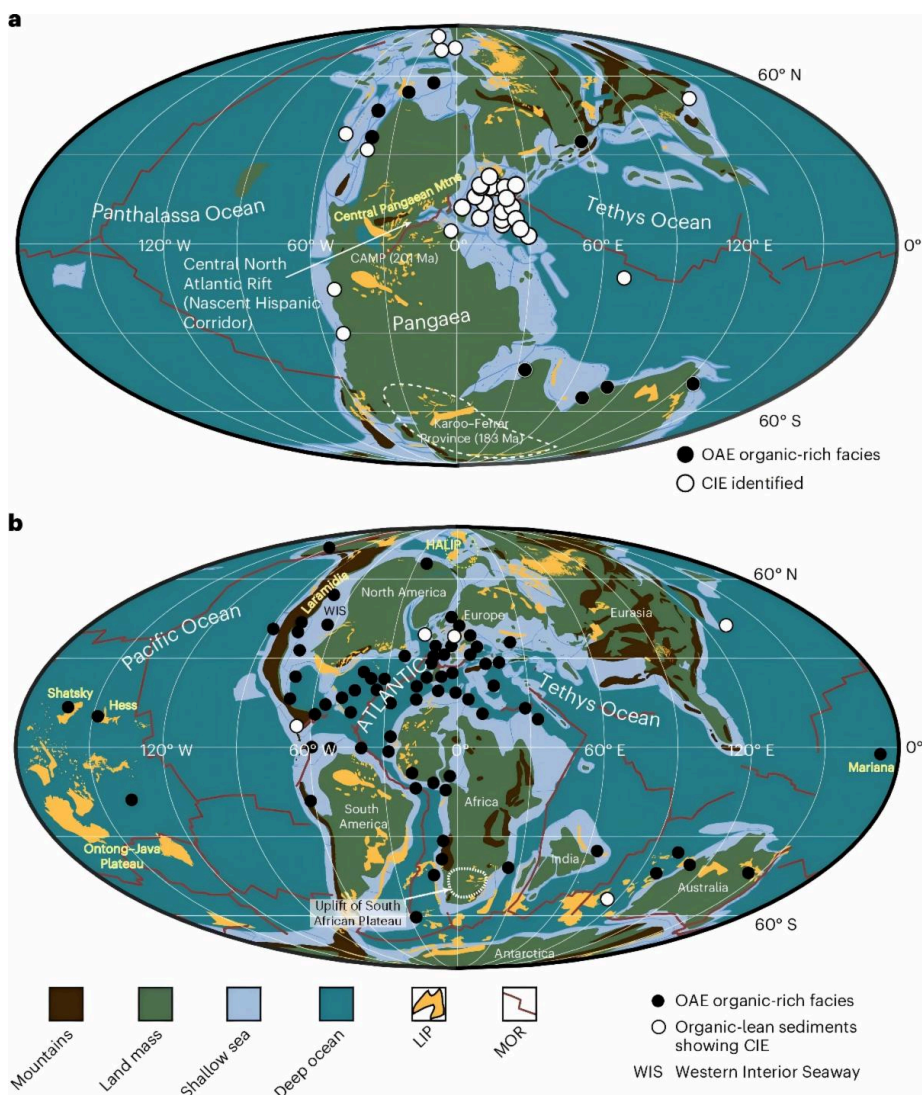 a
60° N
Panthalassa Ocean
Central Pangaean Mtns
Tethys Ocean
120° W
60° W
0°
60° E
120° E
0°
CAMP (201 Ma)
Central North
Atlantic Rift
(Nascent Hispanic
Corridor)
Pangaea
Karoo–Ferrer
Province (183 Ma)
60° S
OAE organic-rich facies
CIE identified
b
HALIP
60° N
Laramidia
North America
WIS
Europe
Eurasia
Pacific Ocean
ATLANTIC
Tethys Ocean
Shatsky
Hess
120° W
60° W
0°
60° E
120° E
0°
Mariana
South
America
Africa
Ontong–Java
Plateau
India
Australia
Uplift of South
African Plateau
60° S
Antarctica
Mountains
Land mass
Shallow sea
Deep ocean
LIP
MOR
OAE organic-rich facies
Organic-lean sediments
showing CIE
WIS Western Interior Seaway